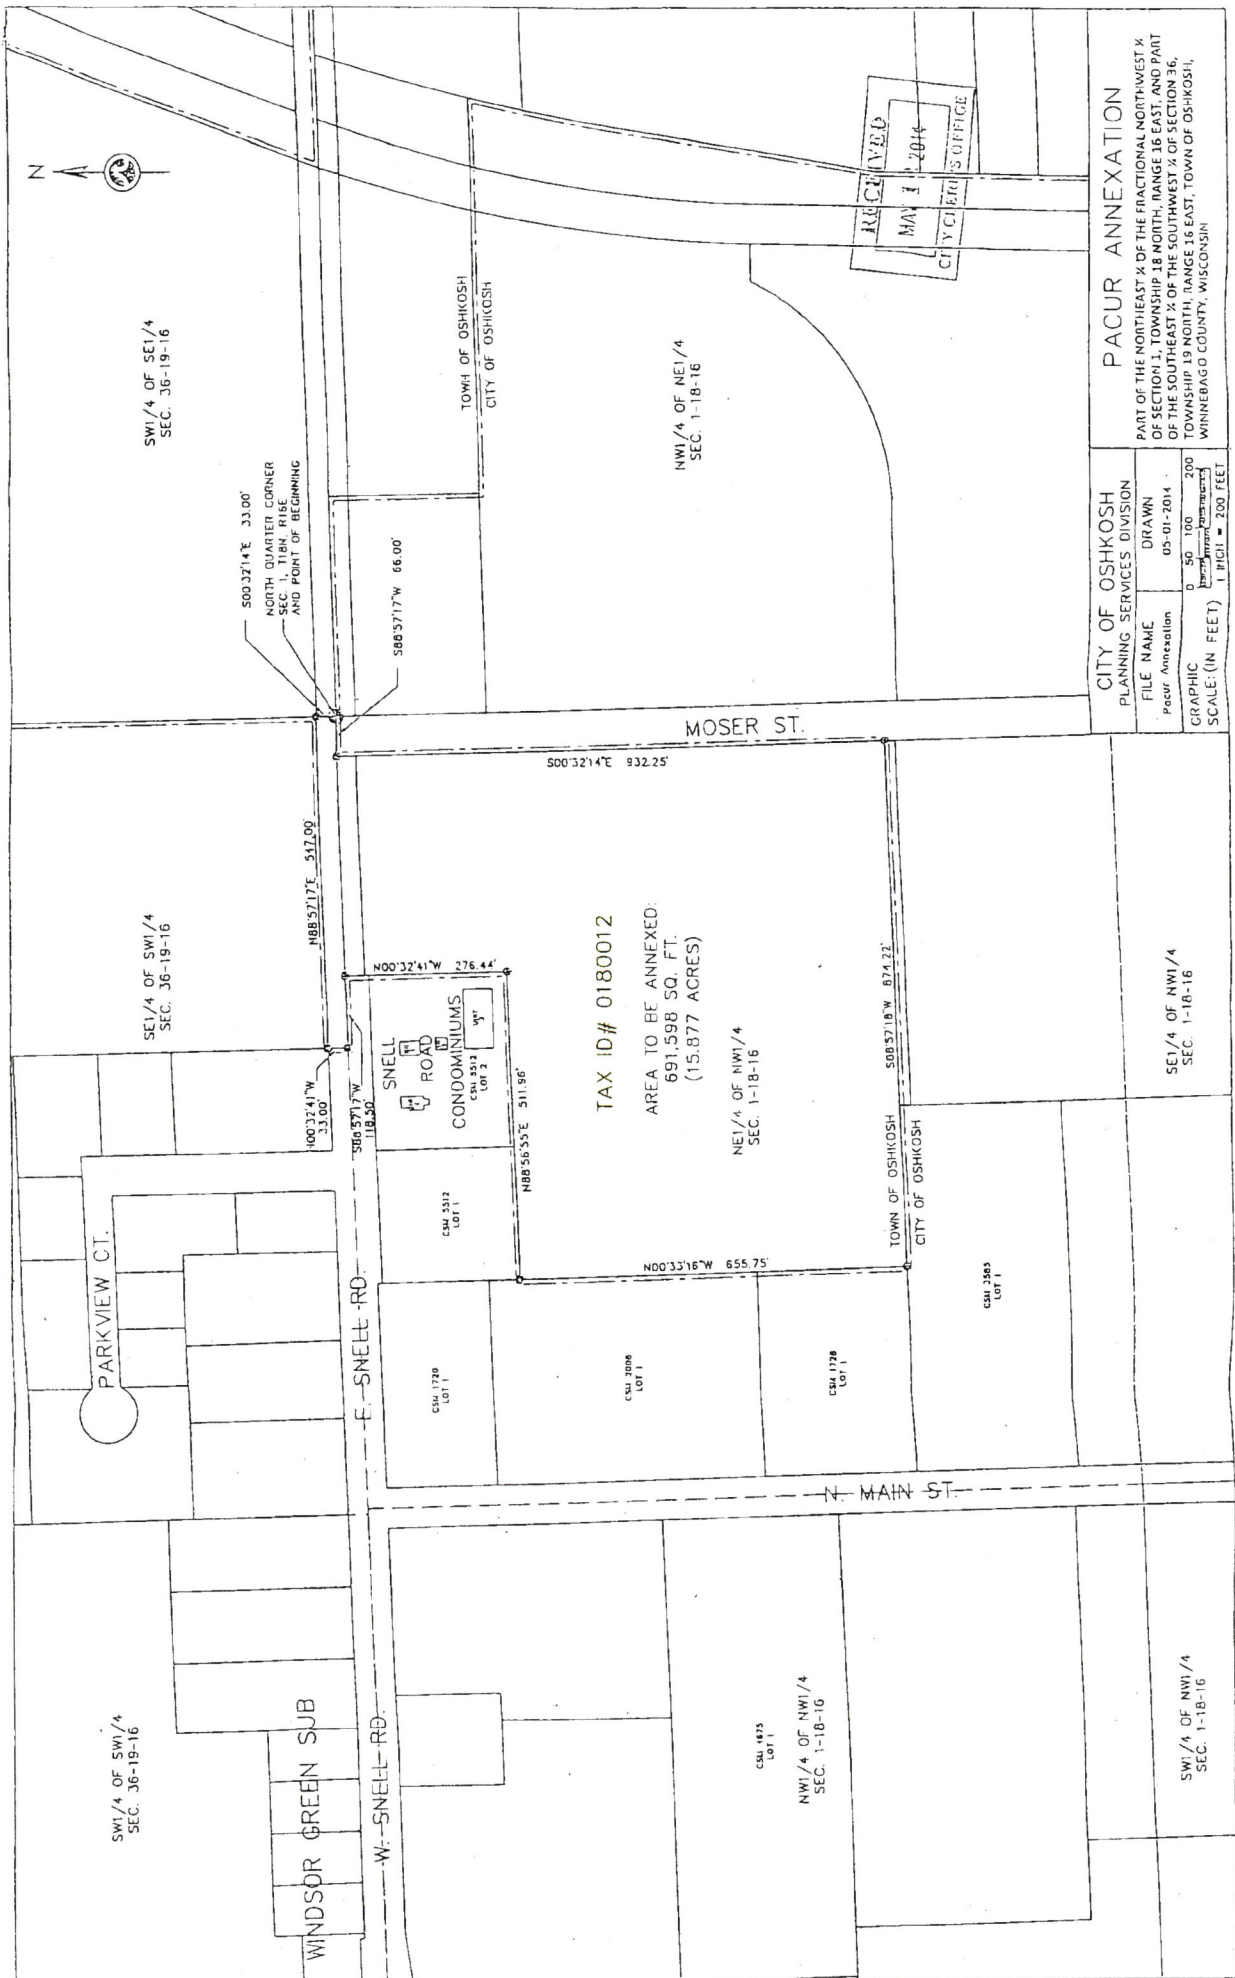 N
SW1/4 OF SW1/4
SEC. 36-19-16
WINDSOR GREEN SUB
W. SNELL RD.
PARKVIEW CT.
E. SNELL RD.
SE1/4 OF SW1/4
SEC. 36-19-16
N00°32'41"W
33.00'
S88°57'17"W
118.50'
N88°57'17"E 547.00'
S00°32'14"E 33.00'
NORTH QUARTER CORNER
SEC. 1, T18N, R16E
AND POINT OF BEGINNING
S88°57'17"W 66.00'
SW1/4 OF SE1/4
SEC. 36-19-16
TOWN OF OSHKOSH
CITY OF OSHKOSH
NW1/4 OF NE1/4
SEC. 1-18-16
MOSER ST.
S00°32'14"E 932.25'
N00°32'41"W 276.44'
SNELL
ROAD
CONDOMINIUMS
CSM 5512
LOT 2
UNIT
CSM 5512
LOT 1
N88°56'55"E 511.96'
TAX ID# 0180012
AREA TO BE ANNEXED:
691,598 SQ. FT.
(15.877 ACRES)
NE1/4 OF NW1/4
SEC. 1-18-16
N00°33'16"W 655.75'
S88°57'18"W 874.22'
TOWN OF OSHKOSH
CITY OF OSHKOSH
CSM 1720
LOT 1
CSM 2008
LOT 1
CSM 1728
LOT 1
CSM 3585
LOT 1
SE1/4 OF NW1/4
SEC. 1-18-16
N. MAIN ST.
CSM 4675
LOT 1
NW1/4 OF NW1/4
SEC. 1-18-16
SW1/4 OF NW1/4
SEC. 1-18-16
RECEIVED
MAY 1 2014
CITY CLERK'S OFFICE
CITY OF OSHKOSH
PLANNING SERVICES DIVISION
FILE NAME
Pacur Annexation
DRAWN
05-01-2014
GRAPHIC
SCALE: (IN FEET)
0 50 100 200
1 INCH = 200 FEET
PACUR ANNEXATION
PART OF THE NORTHEAST ¼ OF THE FRACTIONAL NORTHWEST ¼
OF SECTION 1, TOWNSHIP 18 NORTH, RANGE 16 EAST, AND PART
OF THE SOUTHEAST ¼ OF THE SOUTHWEST ¼ OF SECTION 36,
TOWNSHIP 19 NORTH, RANGE 16 EAST, TOWN OF OSHKOSH,
WINNEBAGO COUNTY, WISCONSIN